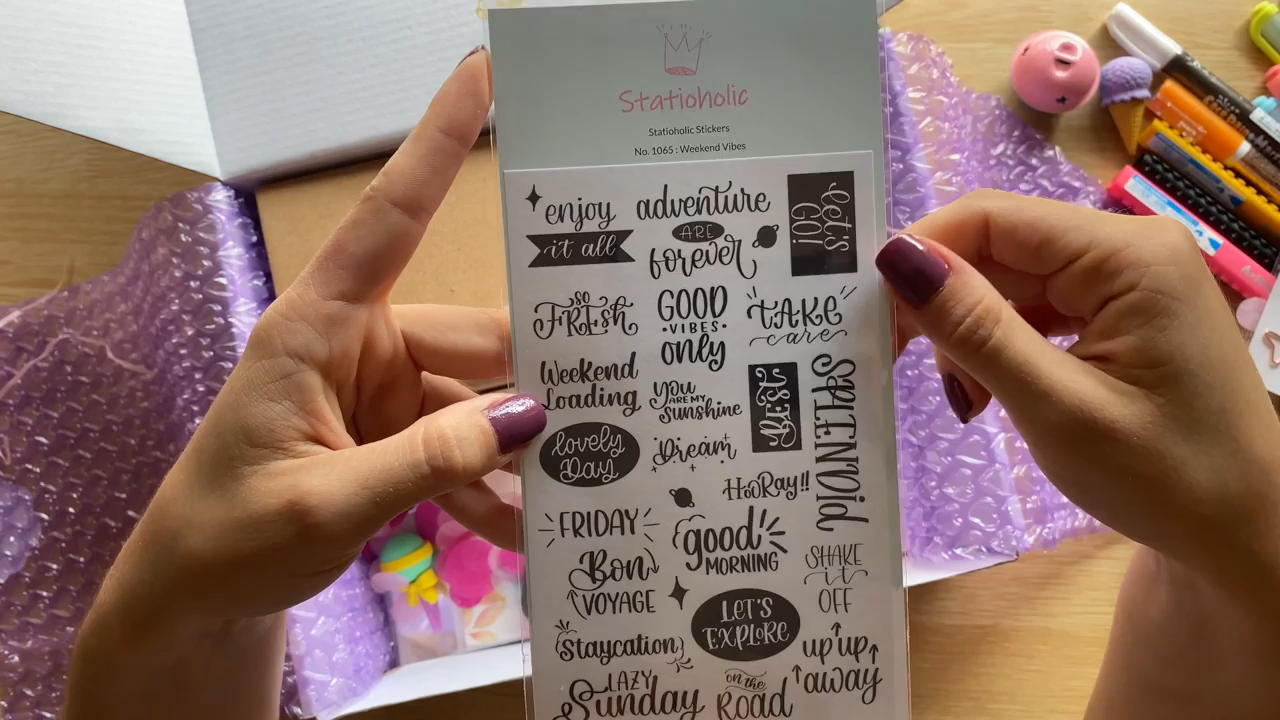 Statioholic
Statioholic Stickers
No. 1065 : Weekend Vibes
enjoy
it all
adventure
ARE
forever
Let's
GO!
SO
FRESH
GOOD
·VIBES·
only
TAKE
care
Weekend
Loading
You
ARE MY
Sunshine
BEST
SPLENDID
lovely
Day
Dream
HOORAY!!
FRIDAY
good
MORNING
SHAKE
it
OFF
Bon
VOYAGE
LET'S
EXPLORE
Staycation
up up
away
LAZY
Sunday
on the
Road